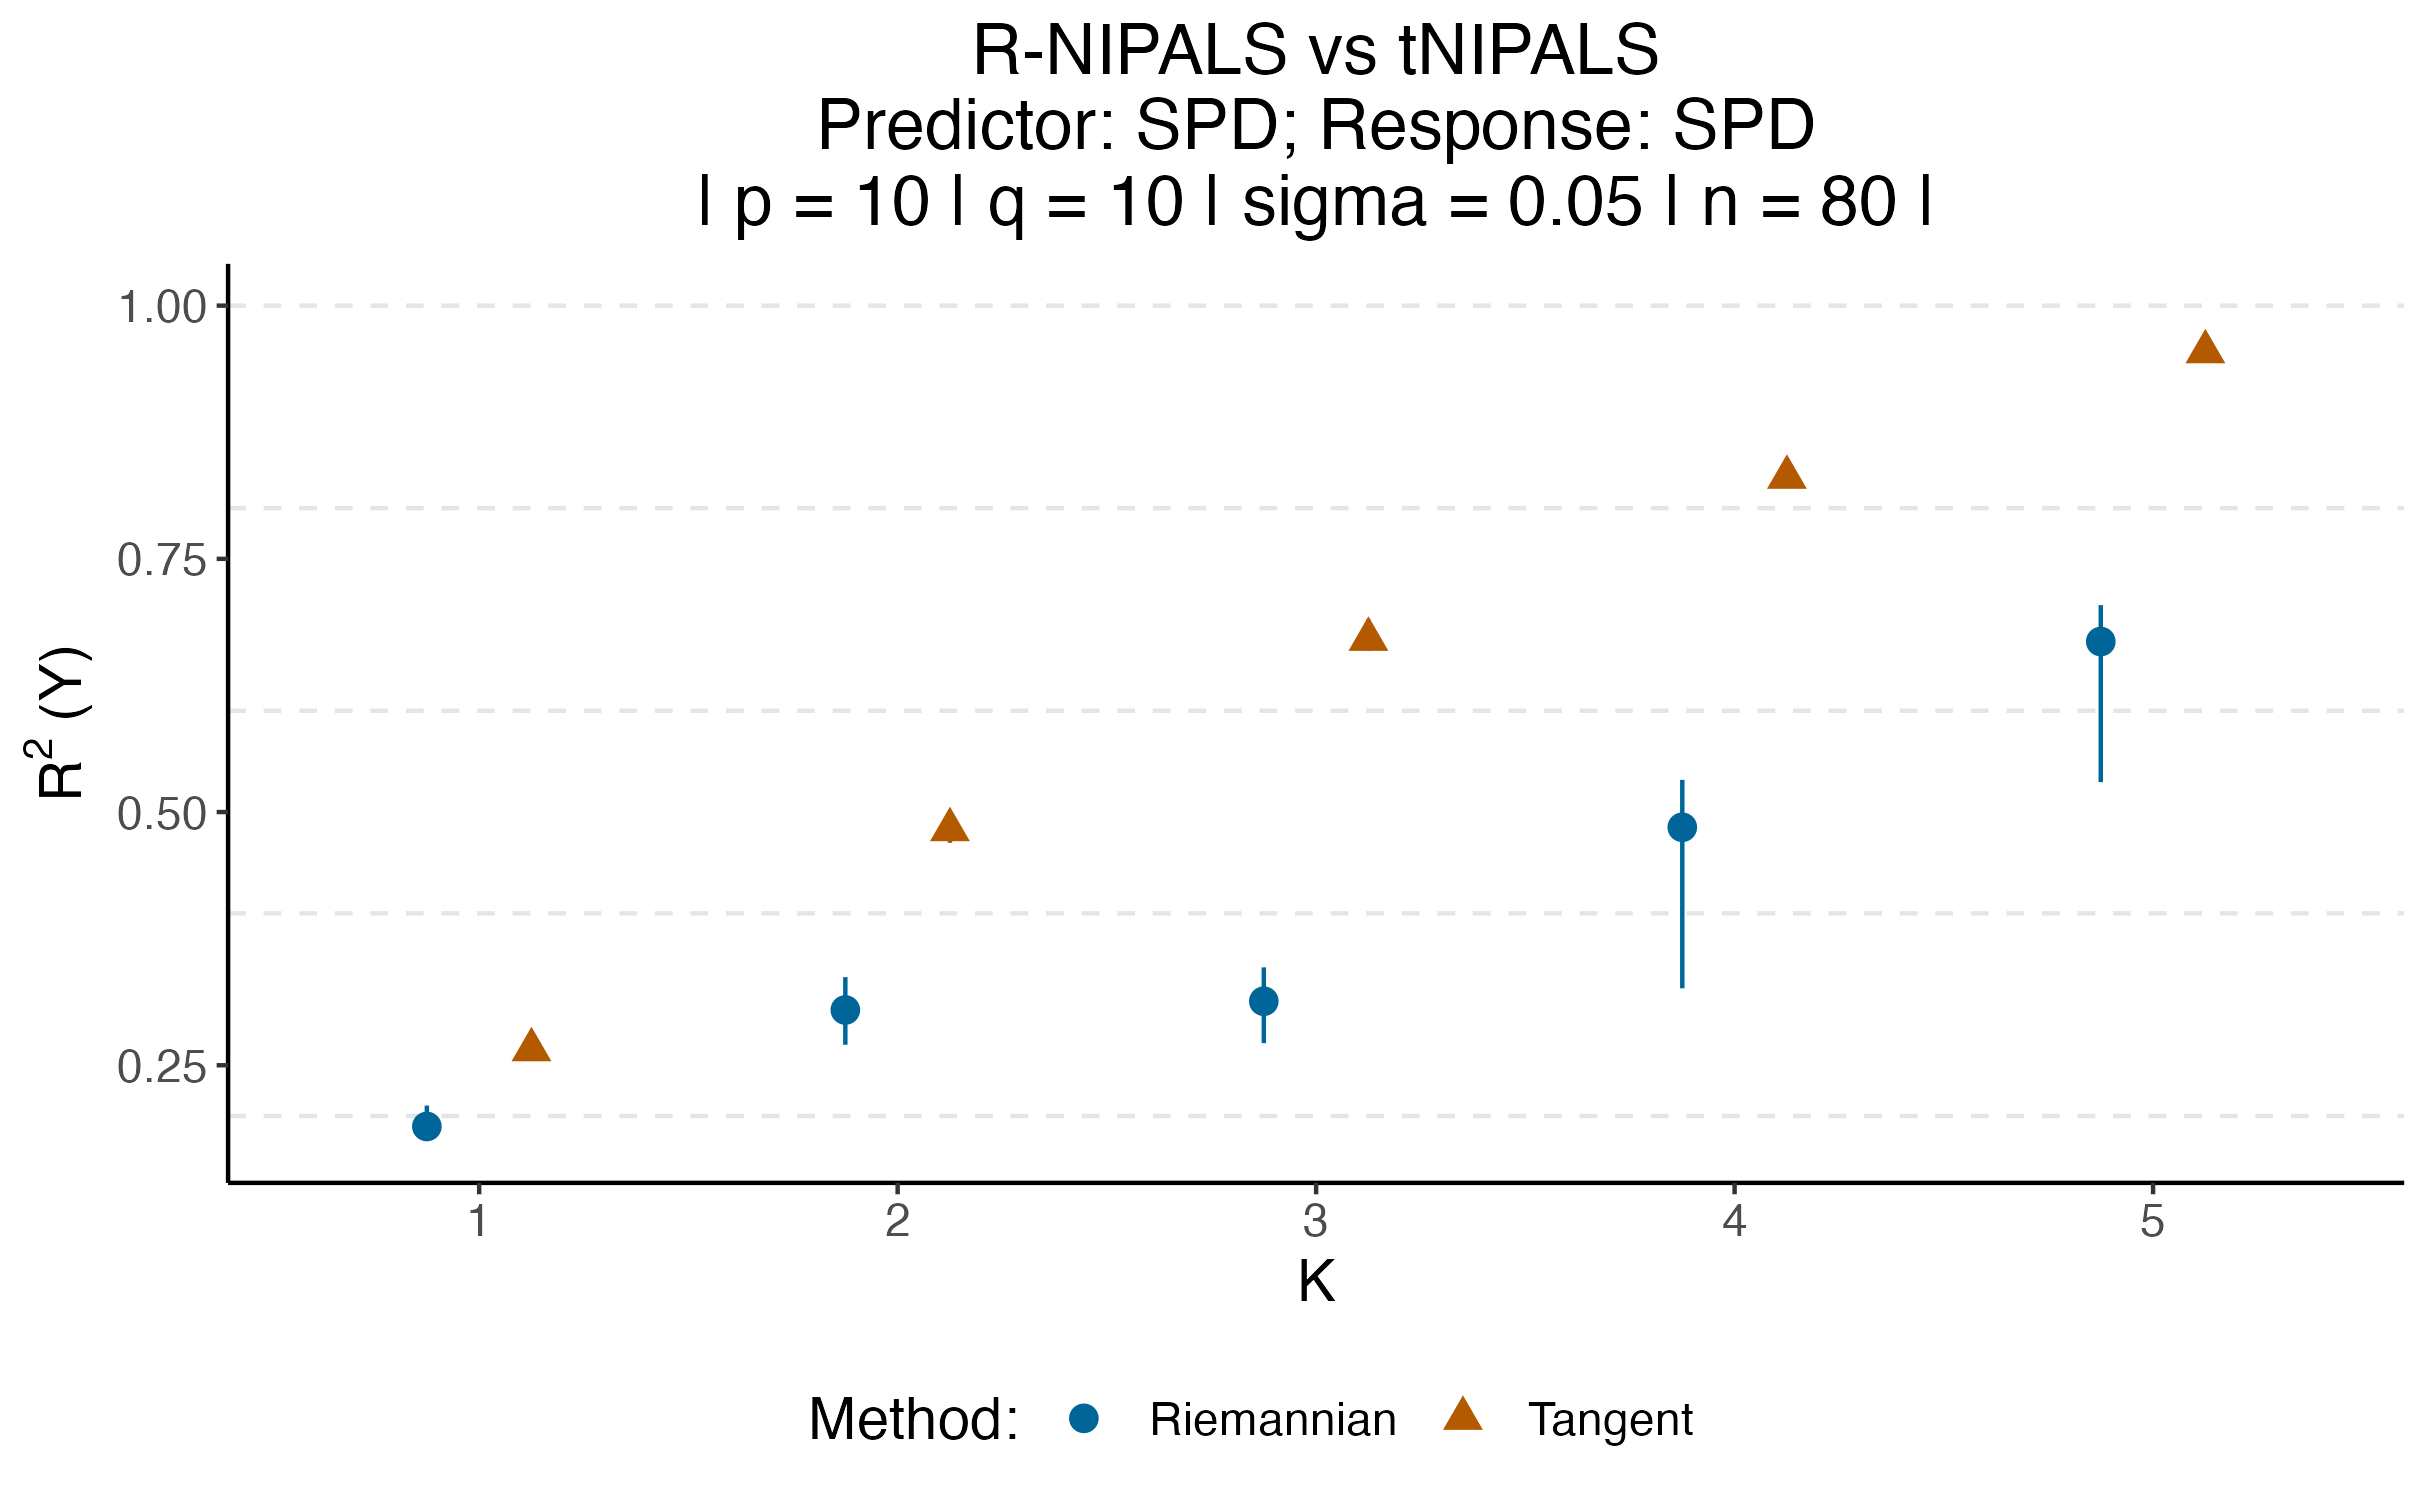 R-NIPALS vs tNIPALS
Predictor: SPD; Response: SPD
| p = 10 | q = 10 | sigma = 0.05 | n = 80 |
R² (Y)
1.00
0.75
0.50
0.25
1 2 3 4 5
K
Method: Riemannian Tangent